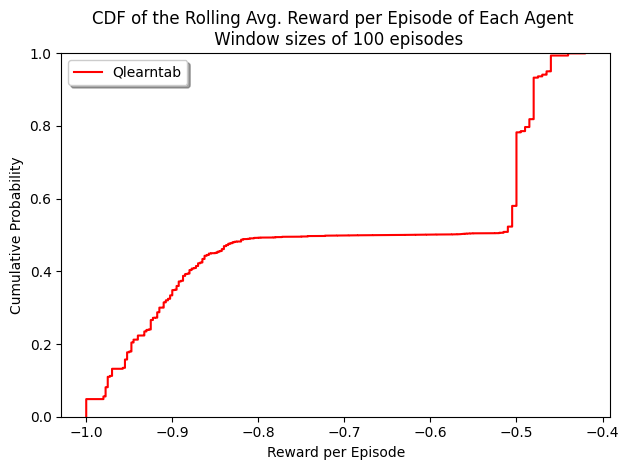 CDF of the Rolling Avg. Reward per Episode of Each Agent
Window sizes of 100 episodes
Qlearntab
Cumulative Probability
1.0
0.8
0.6
0.4
0.2
0.0
−1.0 −0.9 −0.8 −0.7 −0.6 −0.5 −0.4
Reward per Episode